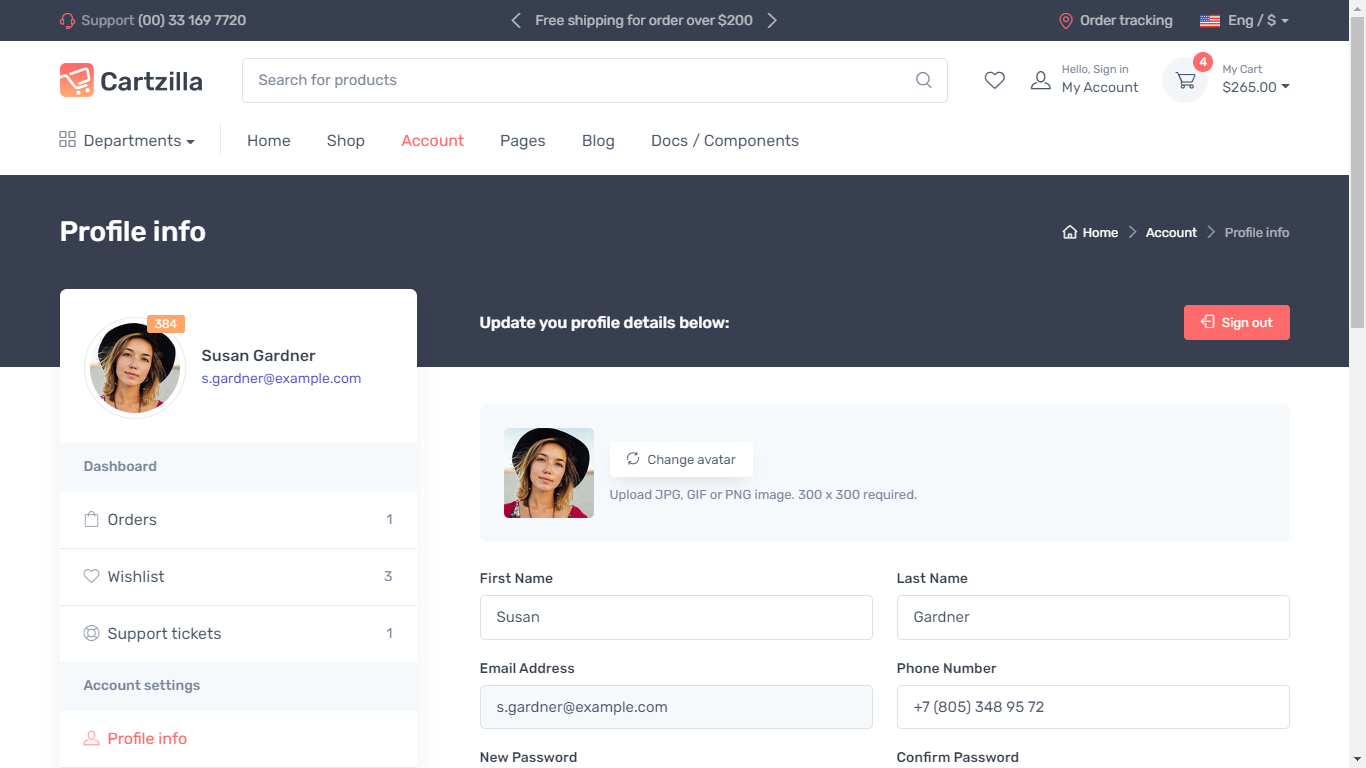 Support (00) 33 169 7720
Free shipping for order over $200
Order tracking
Eng / $
Cartzilla
Search for products
Hello, Sign in
My Account
4
My Cart
$265.00
Departments
Home
Shop
Account
Pages
Blog
Docs / Components
Profile info
Home
Account
Profile info
384
Susan Gardner
s.gardner@example.com
Dashboard
Orders 1
Wishlist 3
Support tickets 1
Account settings
Profile info
Update you profile details below:
Sign out
Change avatar
Upload JPG, GIF or PNG image. 300 x 300 required.
First Name
Susan
Last Name
Gardner
Email Address
s.gardner@example.com
Phone Number
+7 (805) 348 95 72
New Password
Confirm Password